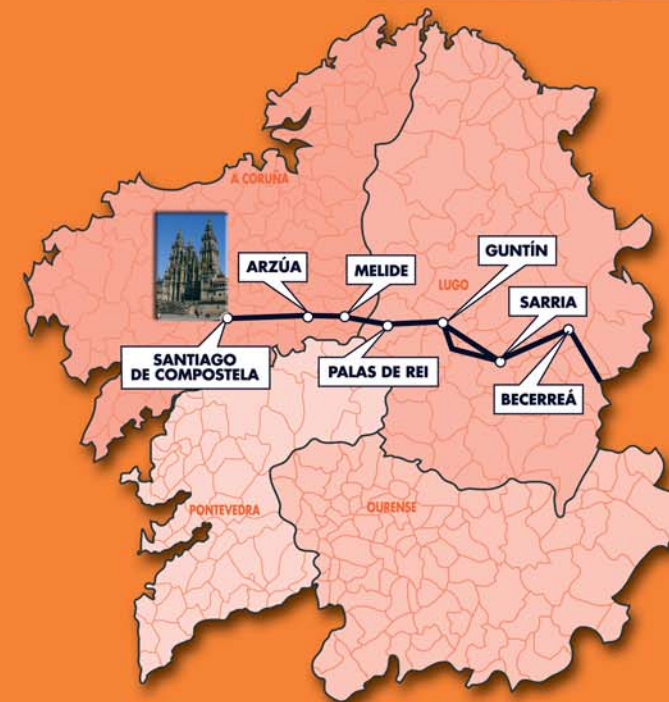 A CORUÑA
GUNTÍN
ARZÚA
MELIDE
LUGO
SARRIA
SANTIAGO
DE COMPOSTELA
PALAS DE REI
BECERREÁ
PONTEVEDRA
OURENSE